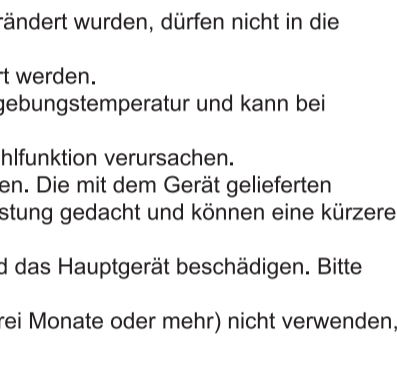 rändert wurden, dürfen nicht in die
rt werden.
gebungstemperatur und kann bei
hlfunktion verursachen.
en. Die mit dem Gerät gelieferten
stung gedacht und können eine kürzere
d das Hauptgerät beschädigen. Bitte
rei Monate oder mehr) nicht verwenden,